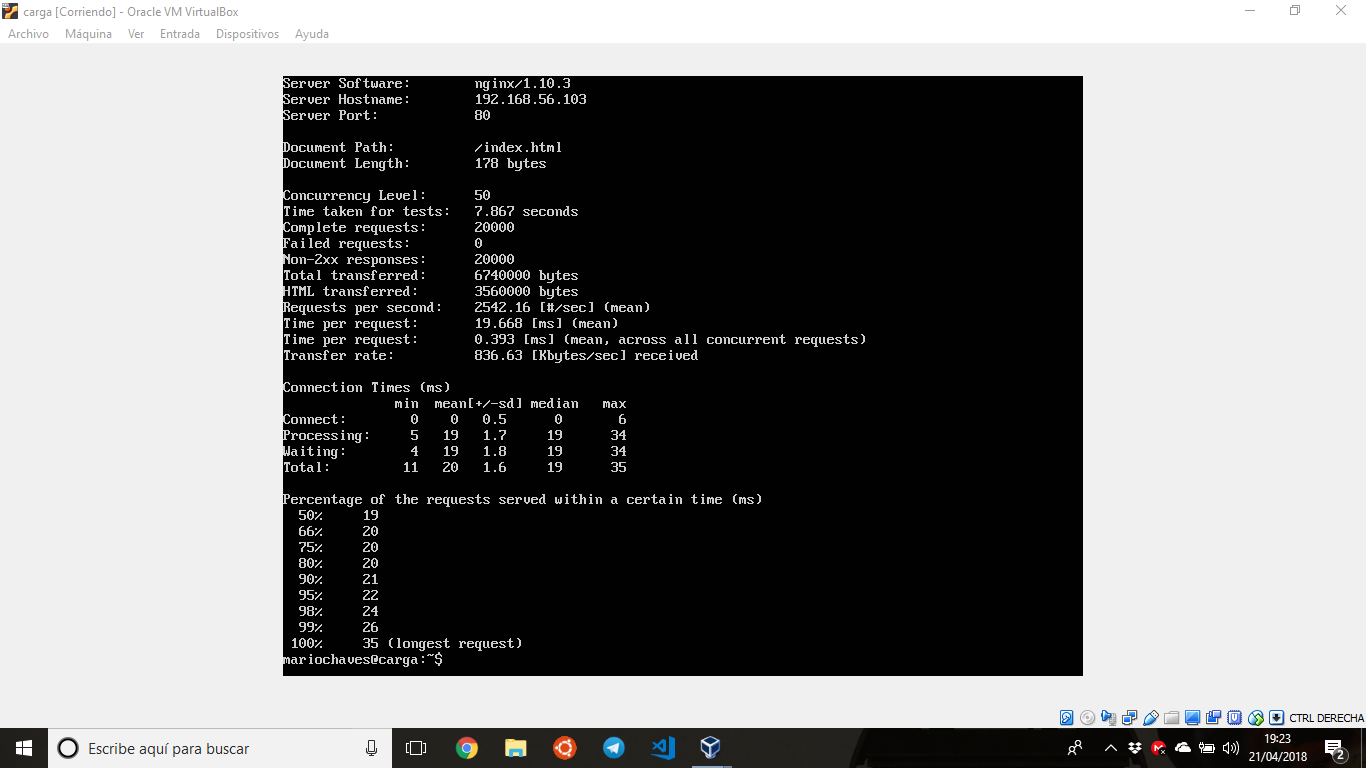 carga [Corriendo] - Oracle VM VirtualBox
Archivo Máquina Ver Entrada Dispositivos Ayuda
Server Software: nginx/1.10.3
Server Hostname: 192.168.56.103
Server Port: 80
Document Path: /index.html
Document Length: 178 bytes
Concurrency Level: 50
Time taken for tests: 7.867 seconds
Complete requests: 20000
Failed requests: 0
Non-2xx responses: 20000
Total transferred: 6740000 bytes
HTML transferred: 3560000 bytes
Requests per second: 2542.16 [#/sec] (mean)
Time per request: 19.668 [ms] (mean)
Time per request: 0.393 [ms] (mean, across all concurrent requests)
Transfer rate: 836.63 [Kbytes/sec] received
Connection Times (ms)
min mean[+/-sd] median max
Connect: 0 0 0.5 0 6
Processing: 5 19 1.7 19 34
Waiting: 4 19 1.8 19 34
Total: 11 20 1.6 19 35
Percentage of the requests served within a certain time (ms)
50% 19
66% 20
75% 20
80% 20
90% 21
95% 22
98% 24
99% 26
100% 35 (longest request)
mariochaves@carga:~$
CTRL DERECHA
Escribe aquí para buscar
19:23
21/04/2018
2